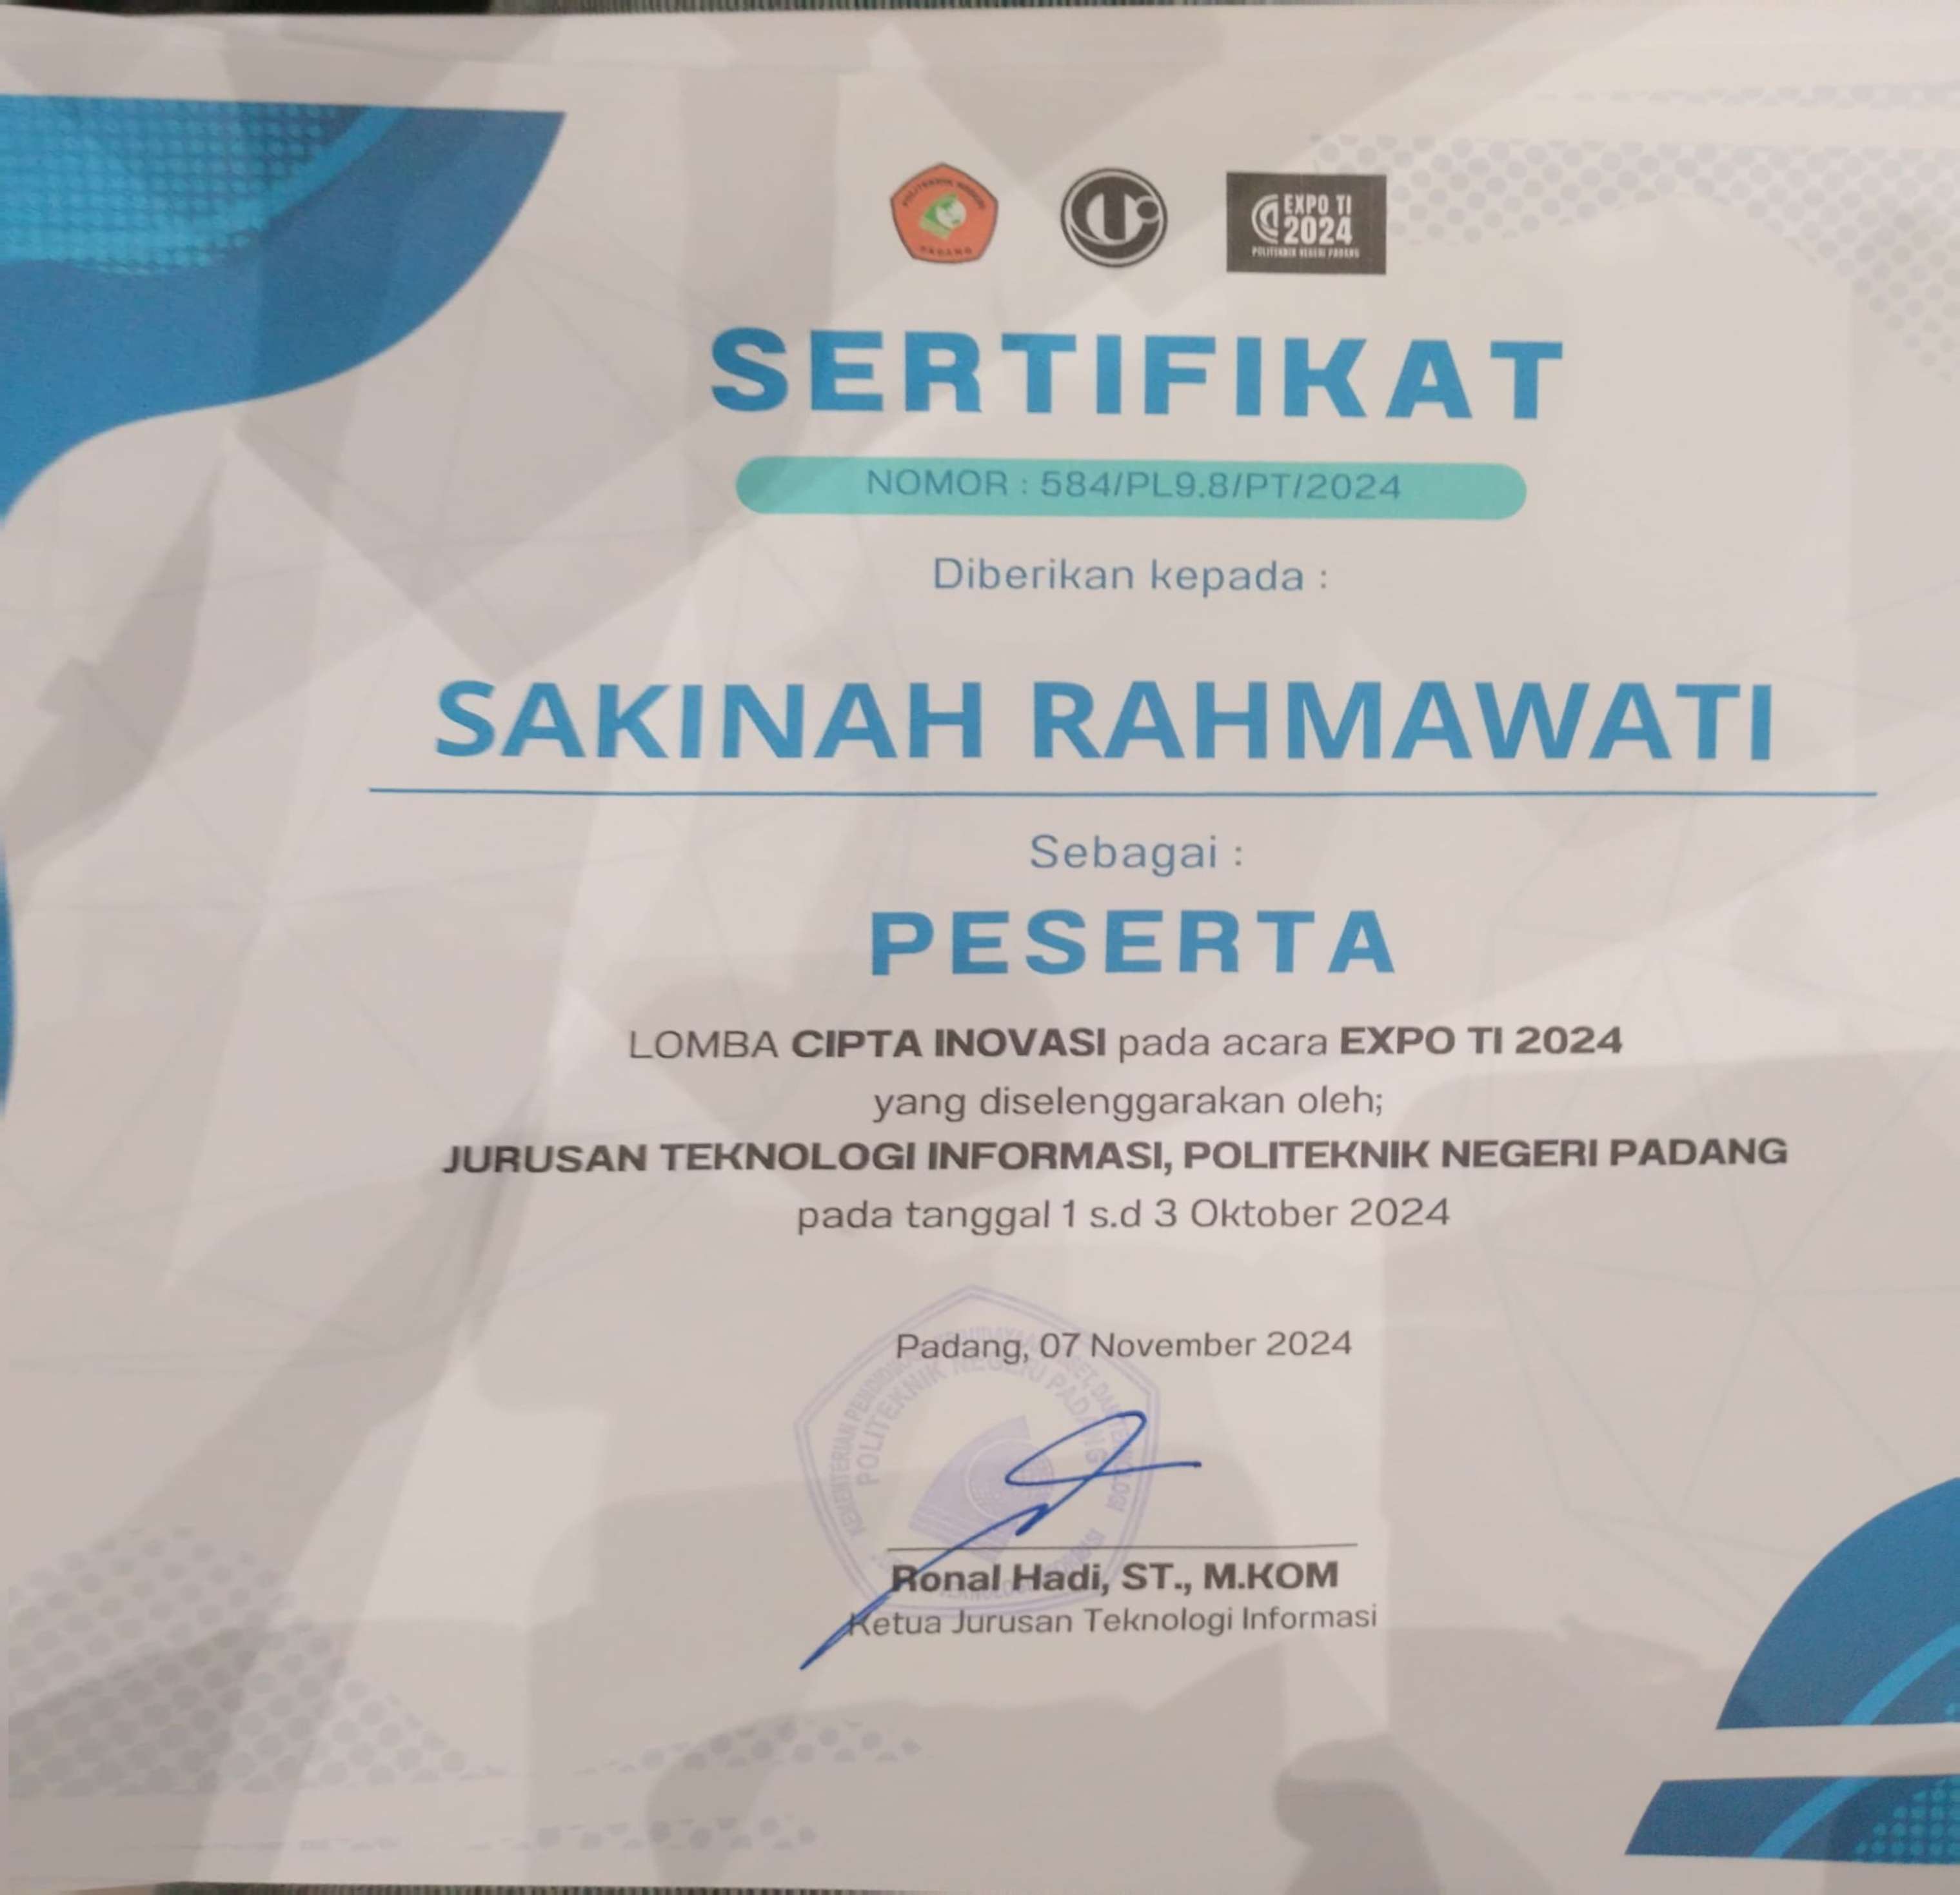 POLITEKNIK NEGERI
PADANG
EXPO TI
2024
POLITEKNIK NEGERI PADANG
SERTIFIKAT
NOMOR : 584/PL9.8/PT/2024
Diberikan kepada :
SAKINAH RAHMAWATI
Sebagai :
PESERTA
LOMBA CIPTA INOVASI pada acara EXPO TI 2024
yang diselenggarakan oleh;
JURUSAN TEKNOLOGI INFORMASI, POLITEKNIK NEGERI PADANG
pada tanggal 1 s.d 3 Oktober 2024
Padang, 07 November 2024
KEMENTERIAN
POLITEKNIK NEGERI PADANG
Ronal Hadi, ST., M.KOM
Ketua Jurusan Teknologi Informasi